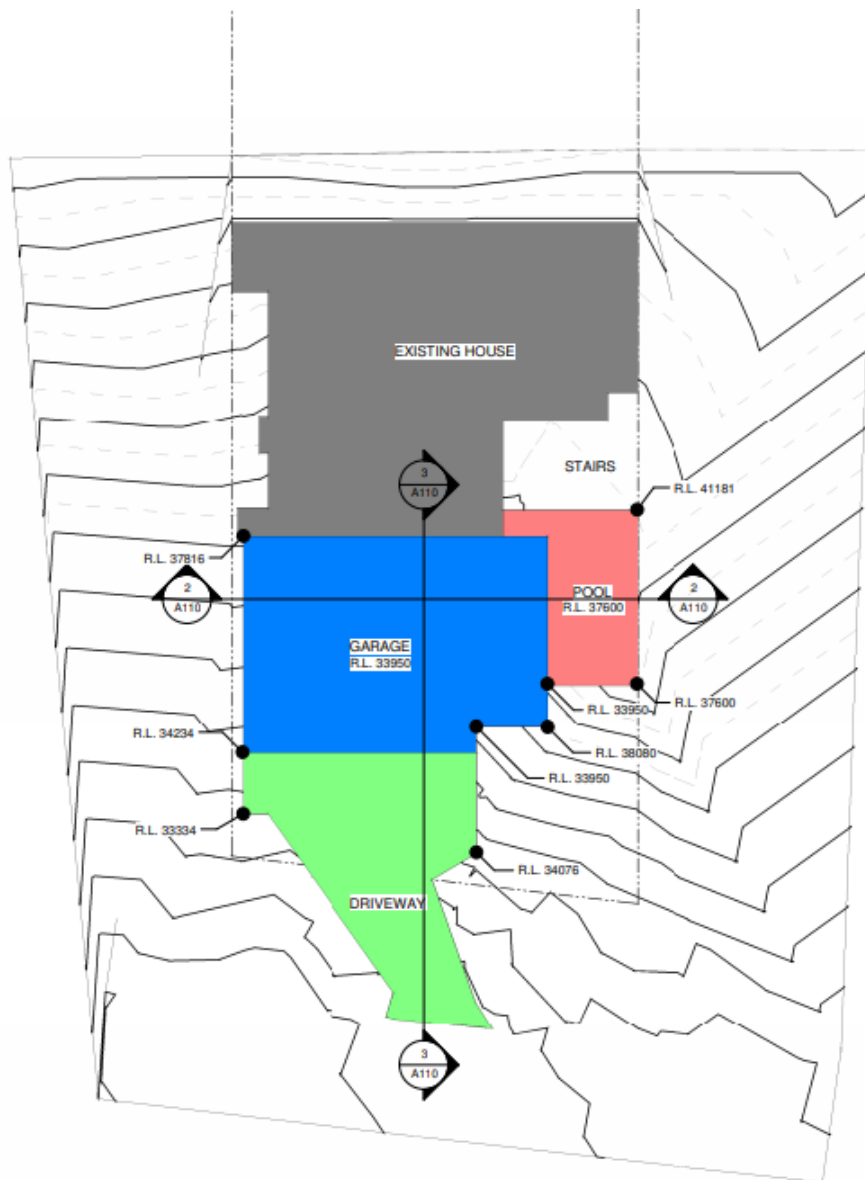 EXISTING HOUSE
STAIRS
3
A110
R.L. 41181
R.L. 37816
2
A110
POOL
R.L. 37600
2
A110
GARAGE
R.L. 33950
R.L. 33950
R.L. 37600
R.L. 34234
R.L. 38080
R.L. 33950
R.L. 33334
R.L. 34076
DRIVEWAY
3
A110